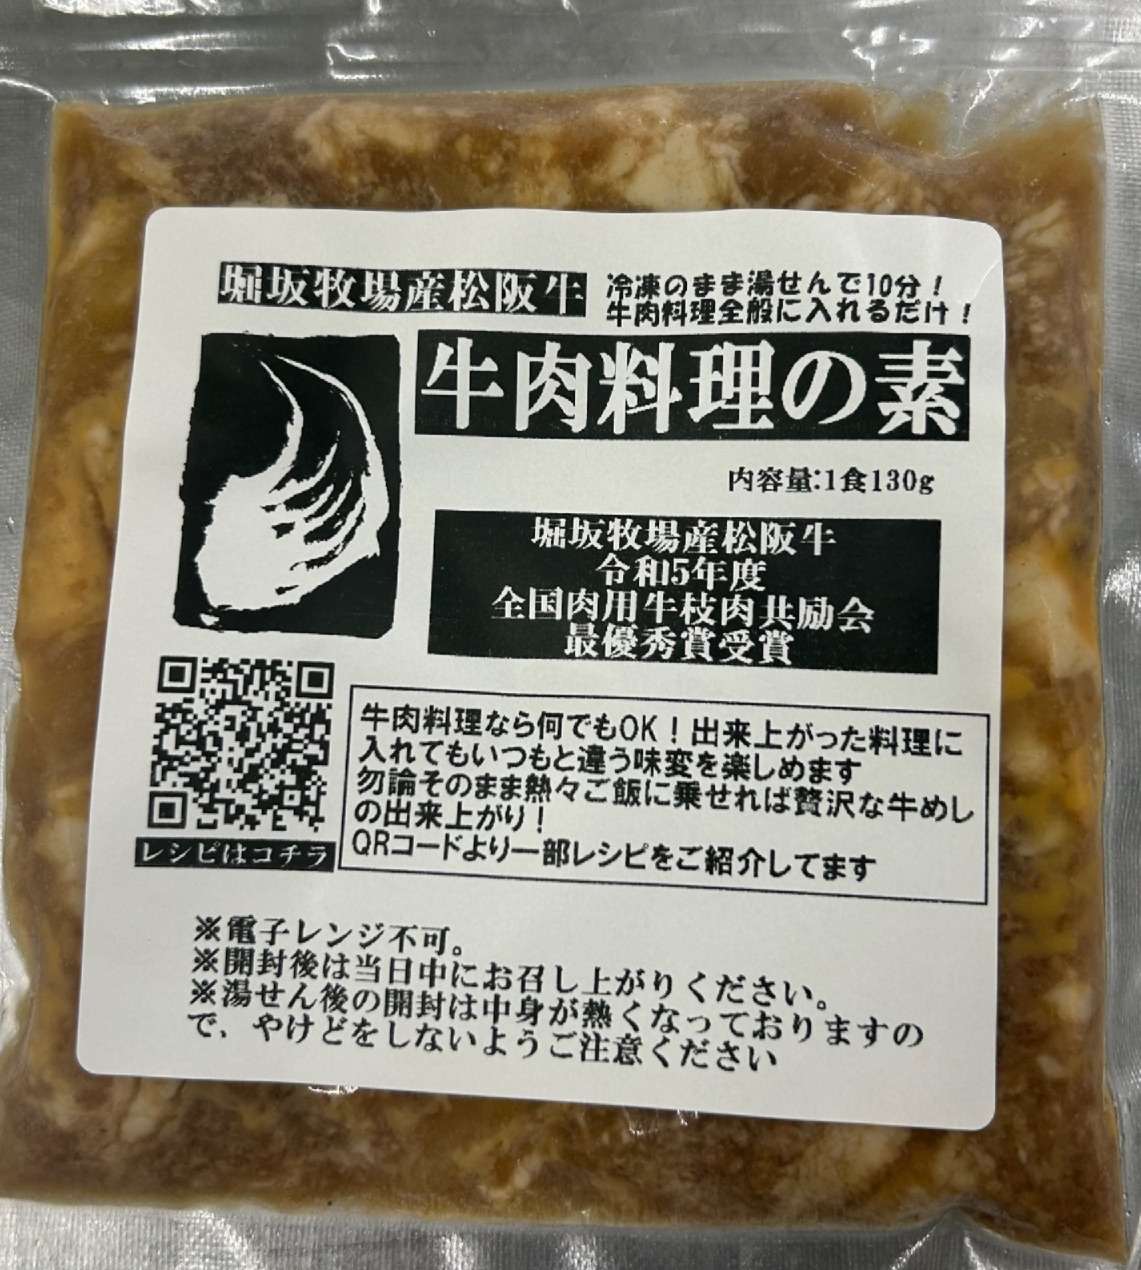 堀坂牧場産松阪牛
冷凍のまま湯せんで10分！
牛肉料理全般に入れるだけ！
牛肉料理の素
内容量:1食130g
堀坂牧場産松阪牛
令和5年度
全国肉用牛枝肉共励会
最優秀賞受賞
牛肉料理なら何でもOK！出来上がった料理に
入れてもいつもと違う味変を楽しめます
勿論そのまま熱々ご飯に乗せれば贅沢な牛めし
の出来上がり！
QRコードより一部レシピをご紹介してます
レシピはコチラ
※電子レンジ不可。
※開封後は当日中にお召し上がりください。
※湯せん後の開封は中身が熱くなっておりますの
で、やけどをしないようご注意ください